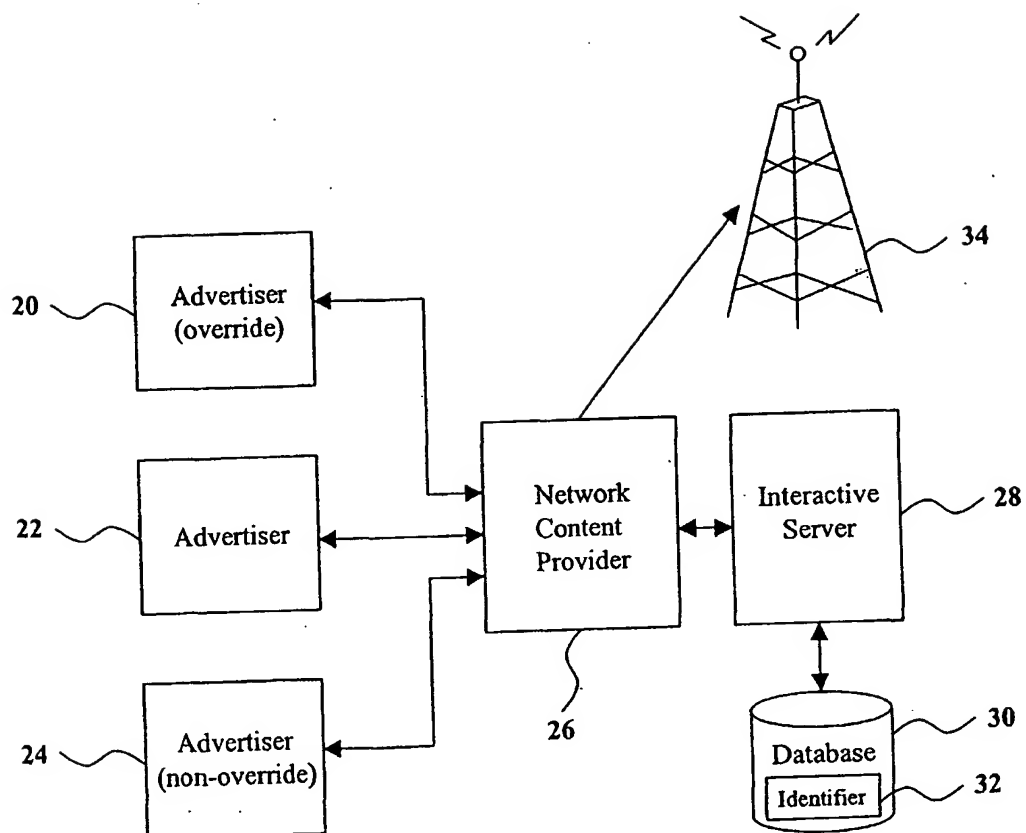 34
20
Advertiser
(override)
22
Advertiser
24
Advertiser
(non-override)
Network
Content
Provider
26
Interactive
Server
28
30
Database
Identifier
32